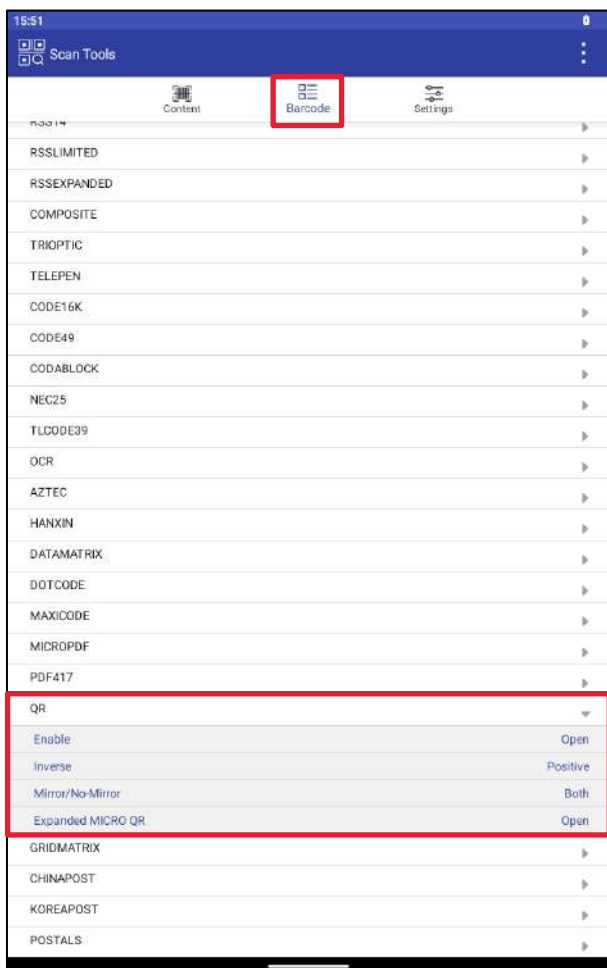 15:51
Scan Tools
Content Barcode Settings
RSS14
RSSLIMITED
RSSEXPANDED
COMPOSITE
TRIOPTIC
TELEPEN
CODE16K
CODE49
CODABLOCK
NEC25
TLCODE39
OCR
AZTEC
HANXIN
DATAMATRIX
DOTCODE
MAXICODE
MICROPDF
PDF417
QR
Enable Open
Inverse Positive
Mirror/No-Mirror Both
Expanded MICRO QR Open
GRIDMATRIX
CHINAPOST
KOREAPOST
POSTALS